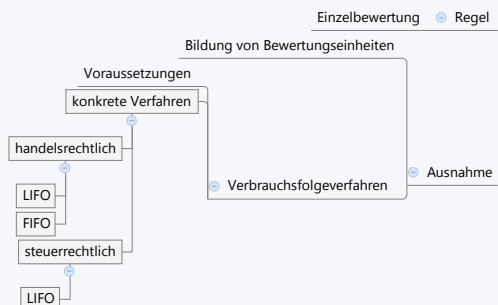 Einzelbewertung Regel
Bildung von Bewertungseinheiten
Voraussetzungen
konkrete Verfahren
handelsrechtlich
LIFO
FIFO
steuerrechtlich
LIFO
Verbrauchsfolgeverfahren
Ausnahme